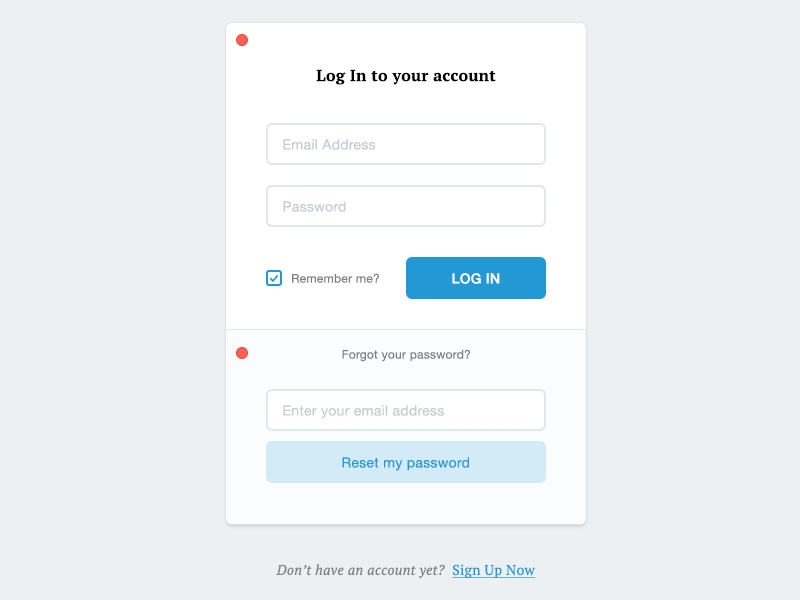 Log In to your account
Email Address
Password
Remember me?
LOG IN
Forgot your password?
Enter your email address
Reset my password
Don’t have an account yet? Sign Up Now